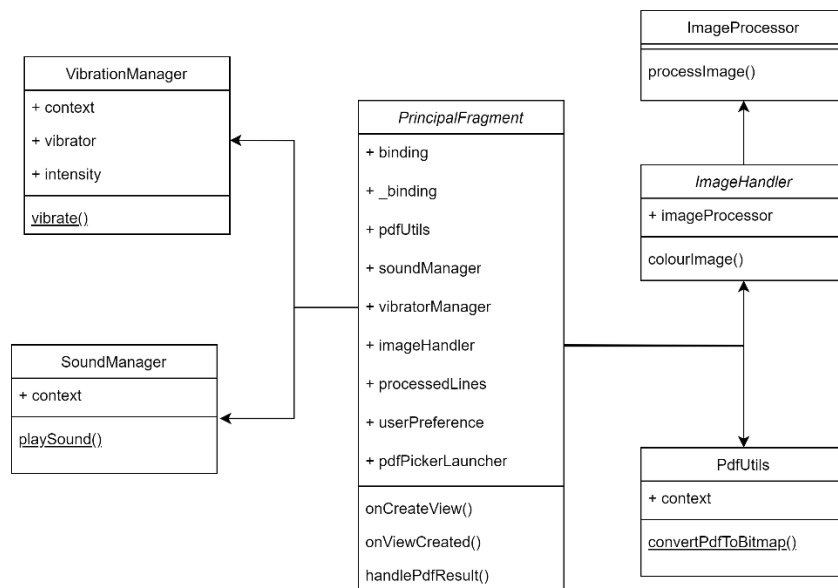 VibrationManager
+ context
+ vibrator
+ intensity
vibrate()
SoundManager
+ context
playSound()
PrincipalFragment
+ binding
+ _binding
+ pdfUtils
+ soundManager
+ vibratorManager
+ imageHandler
+ processedLines
+ userPreference
+ pdfPickerLauncher
onCreateView()
onViewCreated()
handlePdfResult()
ImageProcessor
processImage()
ImageHandler
+ imageProcessor
colourImage()
PdfUtils
+ context
convertPdfToBitmap()